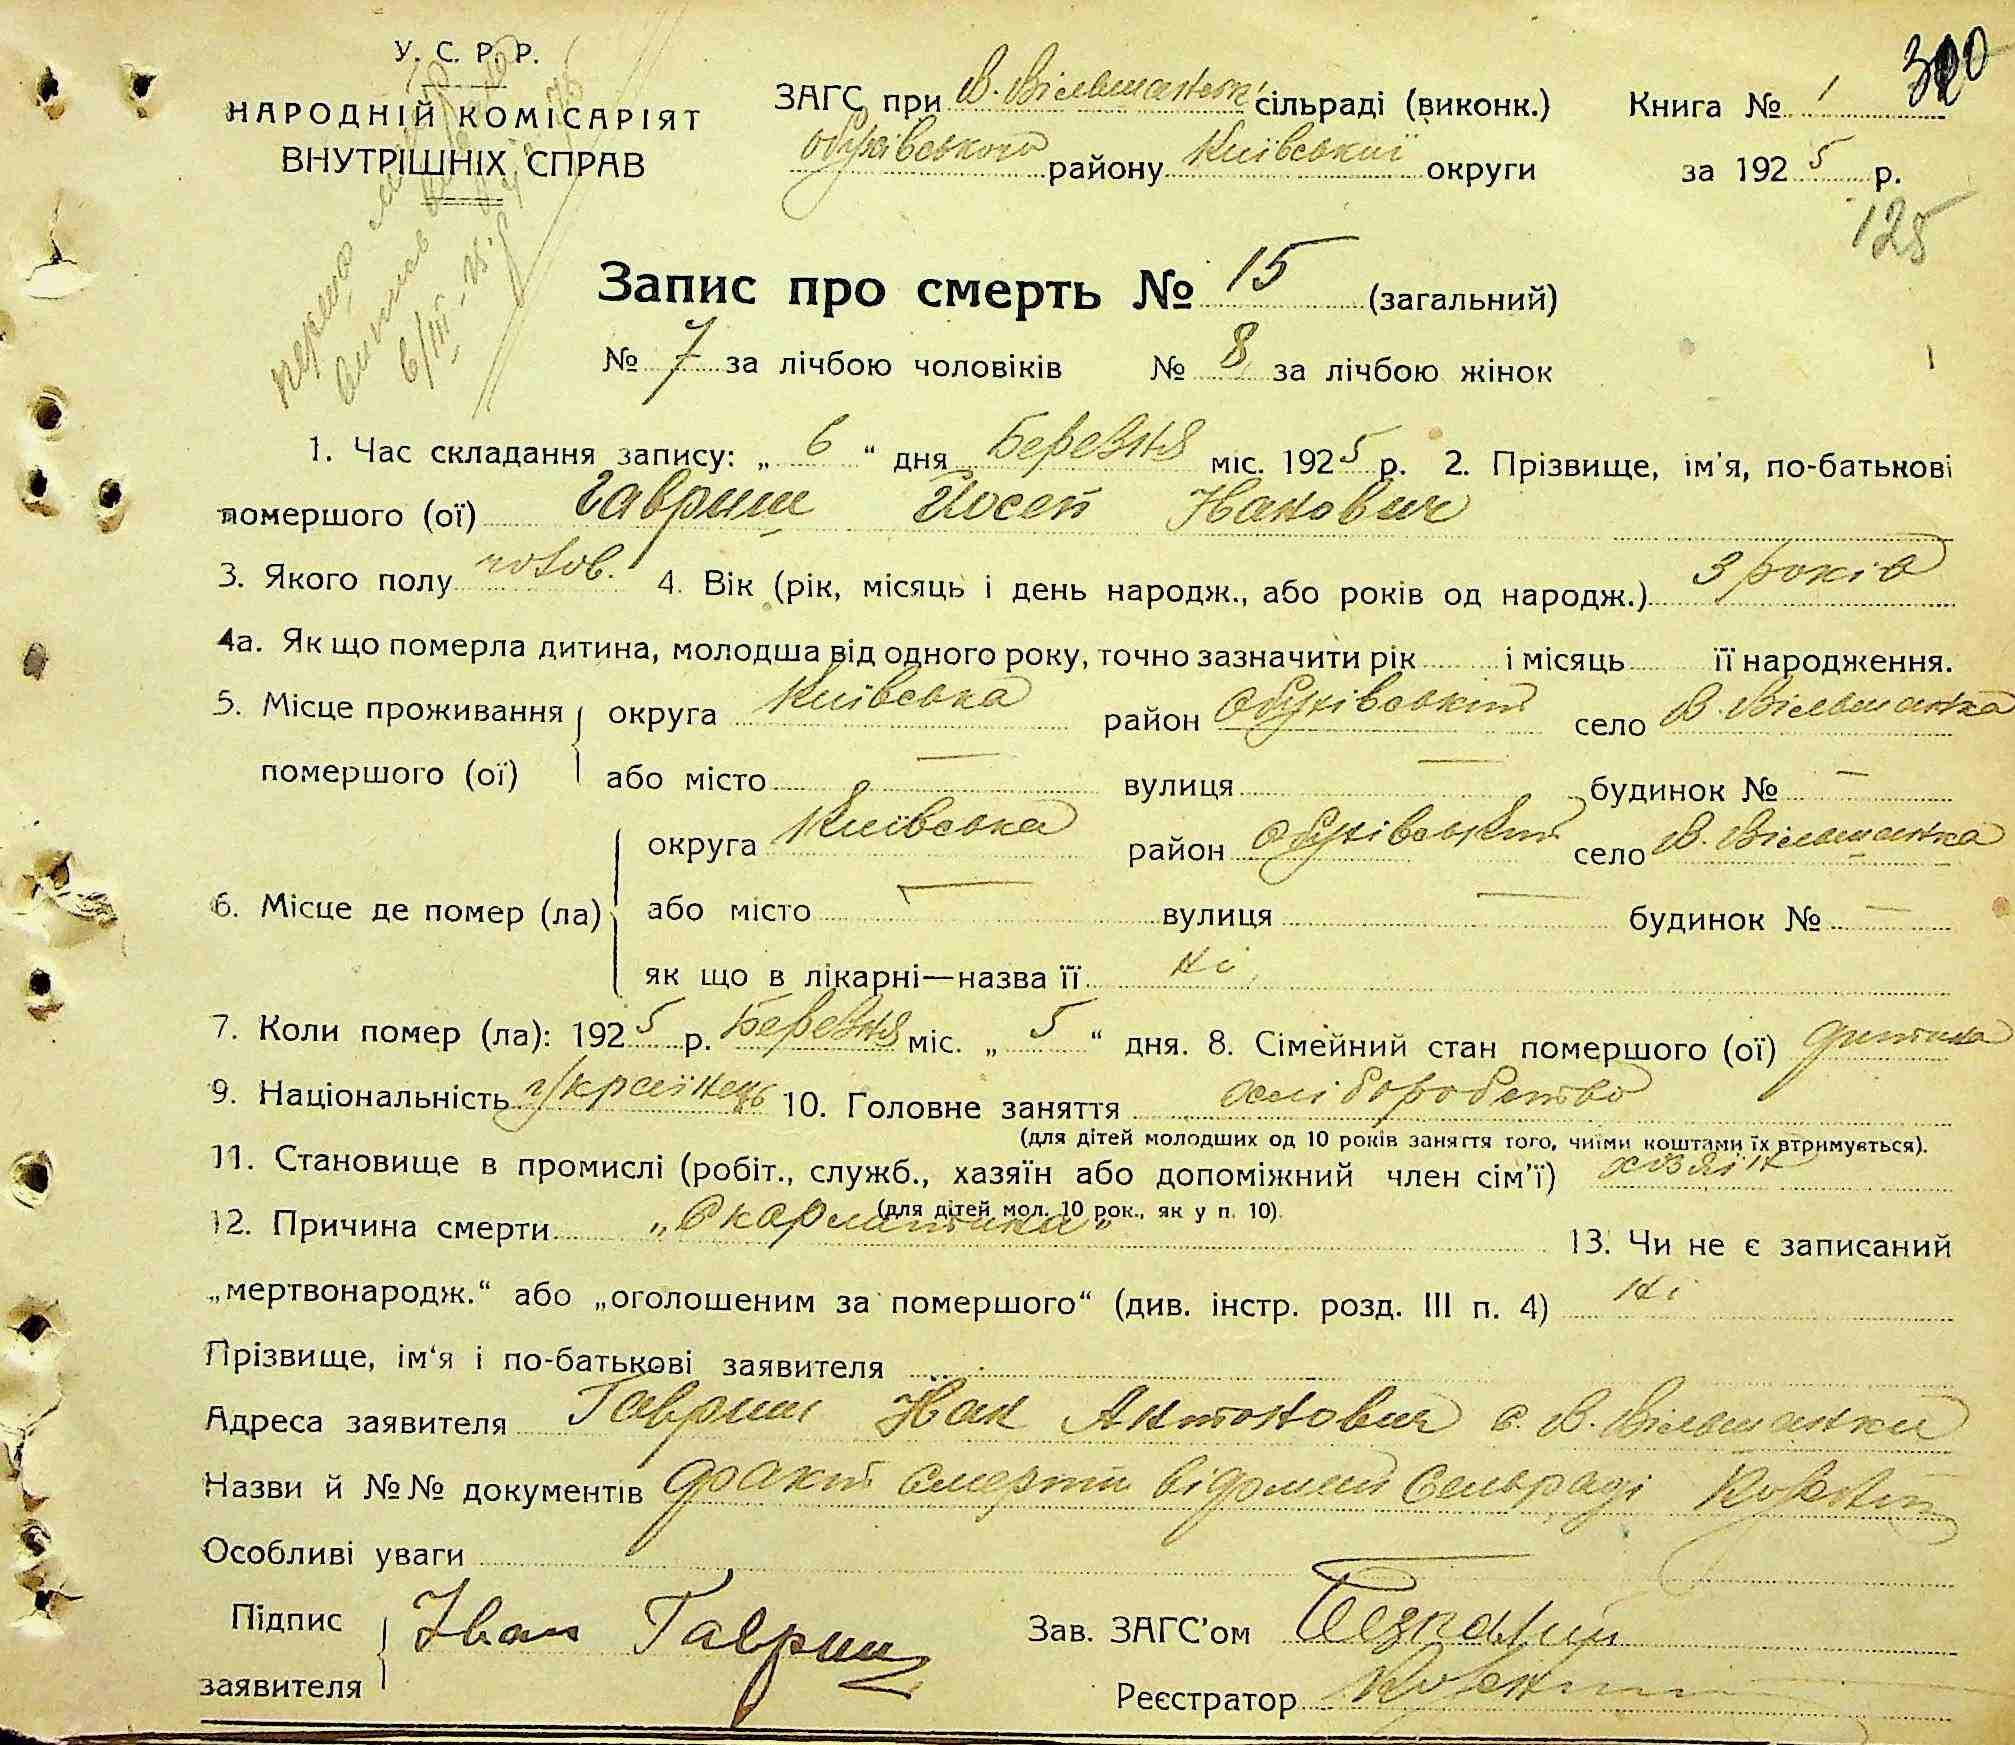 У. С. Р. Р.
НАРОДНІЙ КОМІСАРІЯТ
ВНУТРІШНІХ СПРАВ
ЗАГС при В. Вільшанськ. сільраді (виконк.)
Обухівського району Київської округи
Книга № 1
300
за 1925 р.
125
Запис про смерть № 15 (загальний)
№ 7 за лічбою чоловіків № 8 за лічбою жінок
1. Час складання запису: „ 6 “ дня Березня міс. 1925 р. 2. Прізвище, ім'я, по-батькові
помершого (ої) Гавриш Йосеп Іванович
3. Якого полу чолов. 4. Вік (рік, місяць і день народж., або років од народж.) 3 років
4а. Як що померла дитина, молодша від одного року, точно зазначити рік і місяць її народження.
5. Місце проживання помершого (ої) округа Київська район Обухівський село В. Вільшанка
або місто — вулиця — будинок № —
6. Місце де помер (ла) округа Київська район Обухівський село В. Вільшанка
або місто — вулиця — будинок № —
як що в лікарні—назва її ні
7. Коли помер (ла): 1925 р. Березня міс. „ 5 “ дня. 8. Сімейний стан помершого (ої) дитина
9. Національність Українець 10. Головне заняття хліборобство
(для дітей молодших од 10 років заняття того, чиїми коштами їх втримується).
11. Становище в промислі (робіт., служб., хазяїн або допоміжний член сім'ї) хазяїн
(для дітей мол. 10 рок., як у п. 10).
12. Причина смерти „Скарлатина“ 13. Чи не є записаний
„мертвонародж.“ або „оголошеним за помершого“ (див. інстр. розд. III п. 4) ні
Прізвище, ім‘я і по-батькові заявителя
Адреса заявителя Гавриш Іван Антонович с. В. Вільшанки
Назви й №№ документів факт смерти відомий Сельраді
Особливі уваги
Підпис заявителя Іван Гавриш
Зав. ЗАГС'ом
Реєстратор